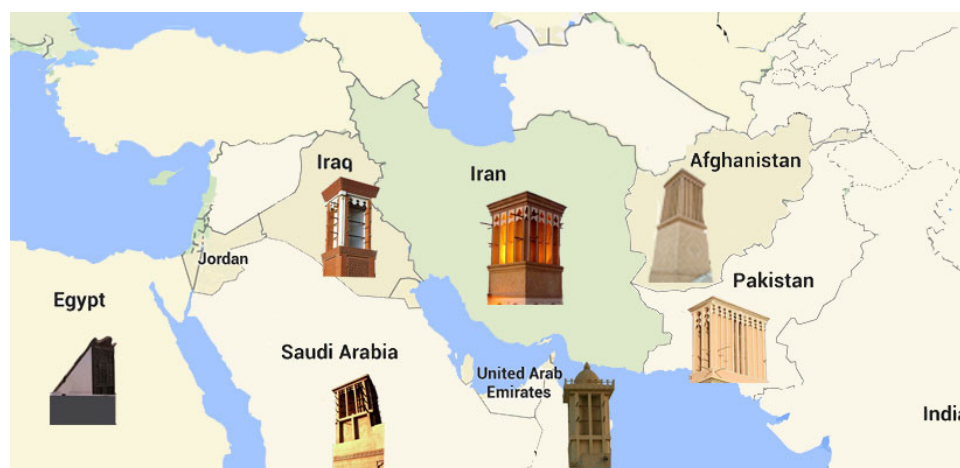 Iraq
Iran
Afghanistan
Jordan
Pakistan
Egypt
Saudi Arabia
United Arab
Emirates
India